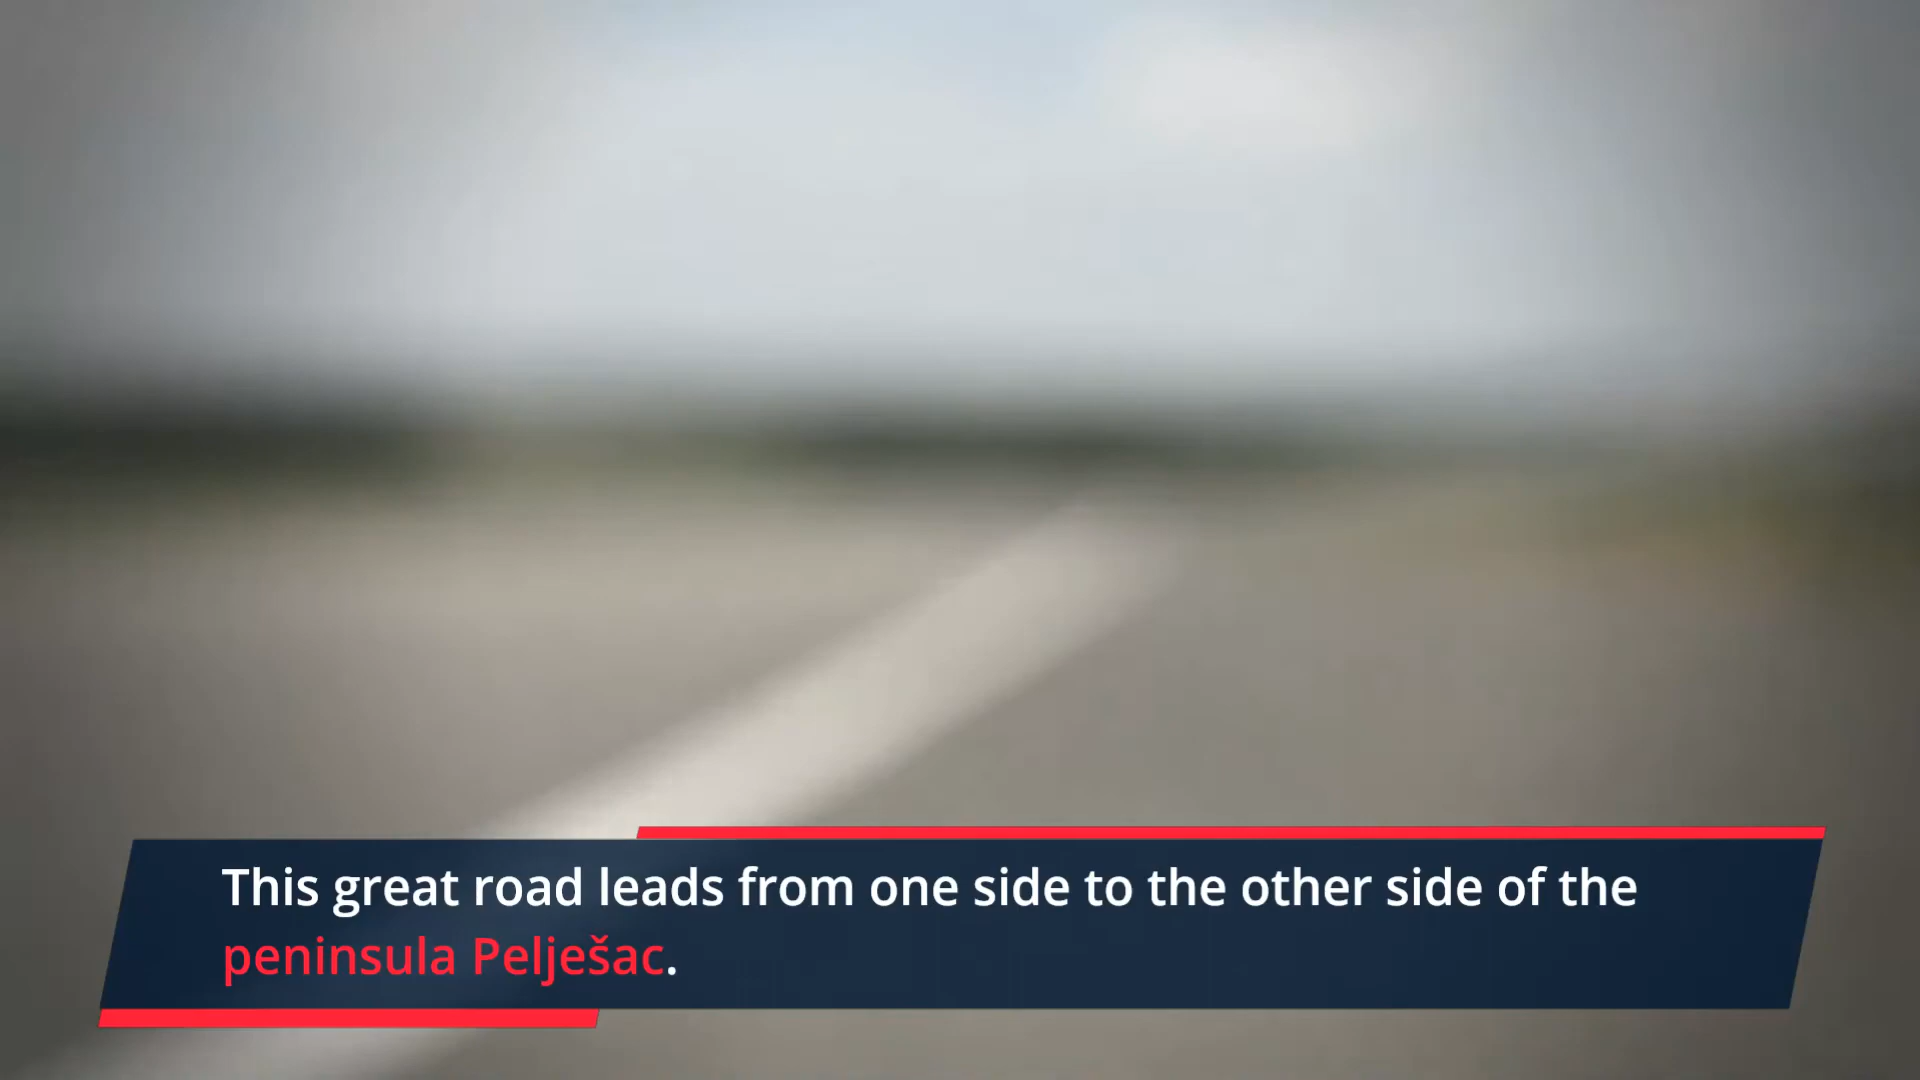 This great road leads from one side to the other side of the
peninsula Pelješac.